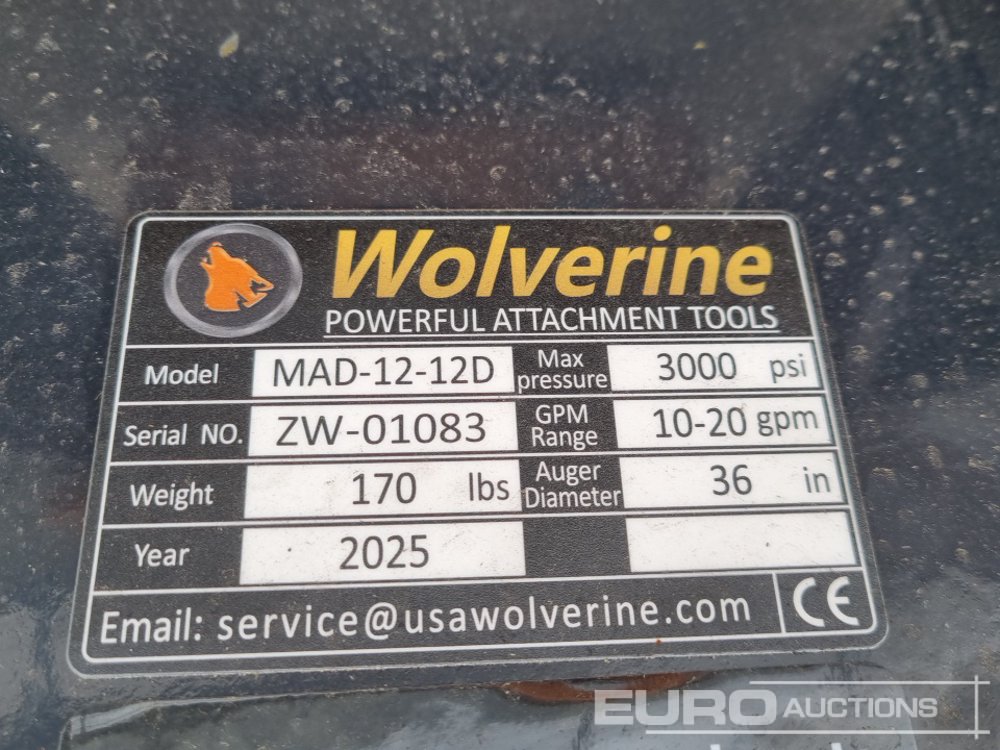 Wolverine
POWERFUL ATTACHMENT TOOLS
Model MAD-12-12D Max pressure 3000 psi
Serial NO. ZW-01083 GPM Range 10-20 gpm
Weight 170 lbs Auger Diameter 36 in
Year 2025
Email: service@usawolverine.com CE
EURO AUCTIONS